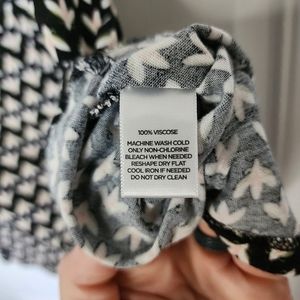 100% VISCOSE
MACHINE WASH COLD
ONLY NON-CHLORINE
BLEACH WHEN NEEDED
RESHAPE DRY FLAT
COOL IRON IF NEEDED
DO NOT DRY CLEAN